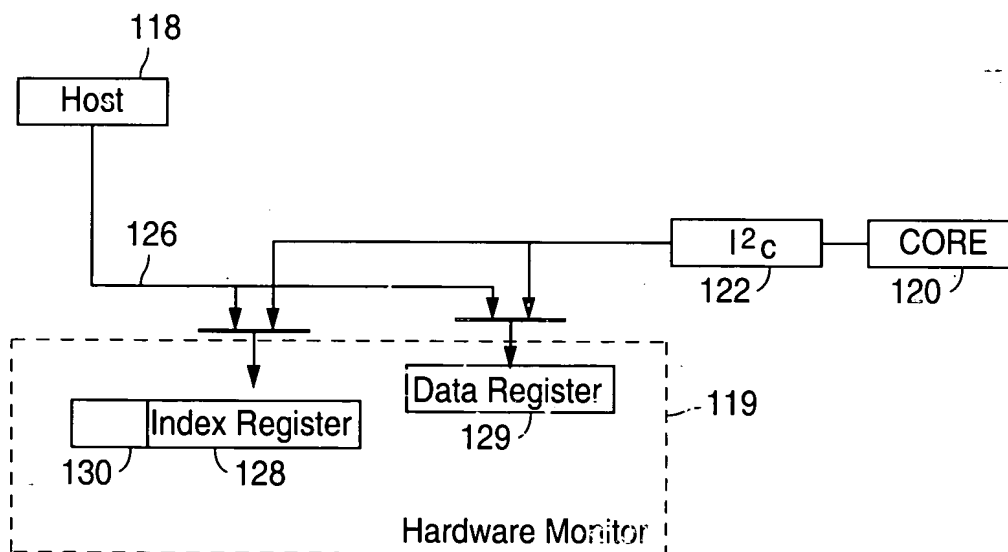 118
Host
126
I²c
CORE
122
120
Data Register
129
119
Index Register
130
128
Hardware Monitor